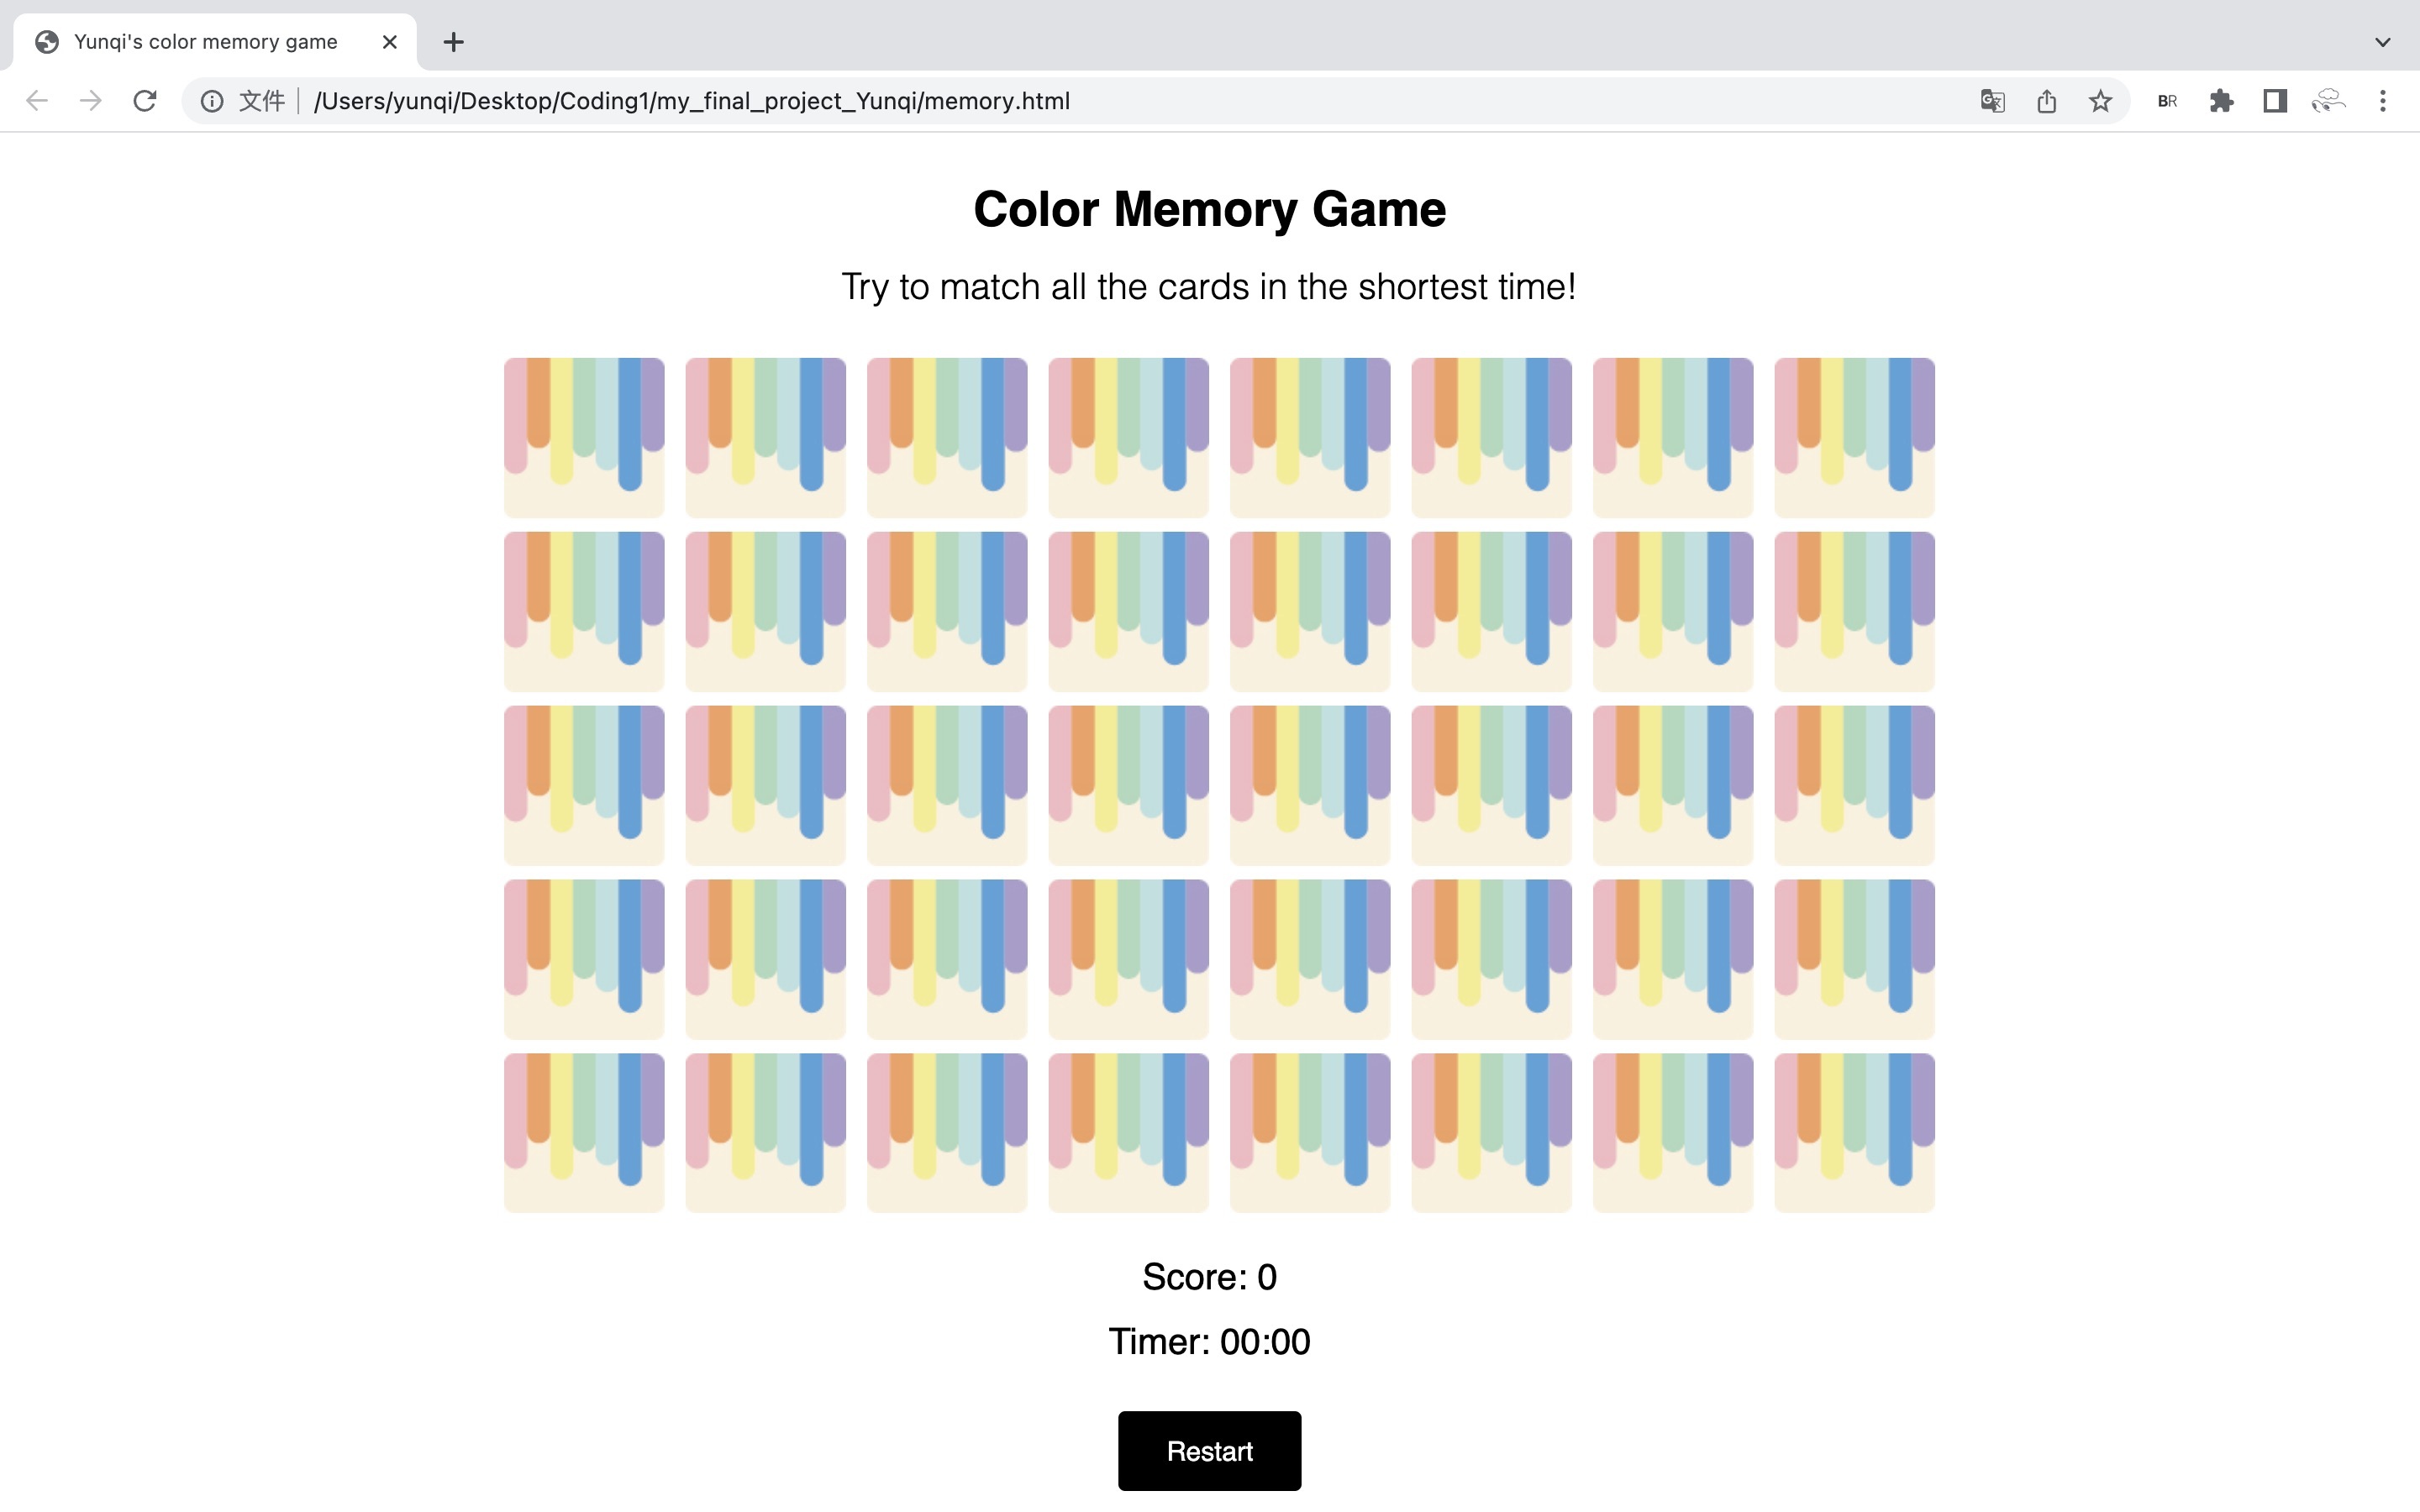 Yunqi's color memory game
文件 /Users/yunqi/Desktop/Coding1/my_final_project_Yunqi/memory.html
BR
Color Memory Game
Try to match all the cards in the shortest time!
Score: 0
Timer: 00:00
Restart